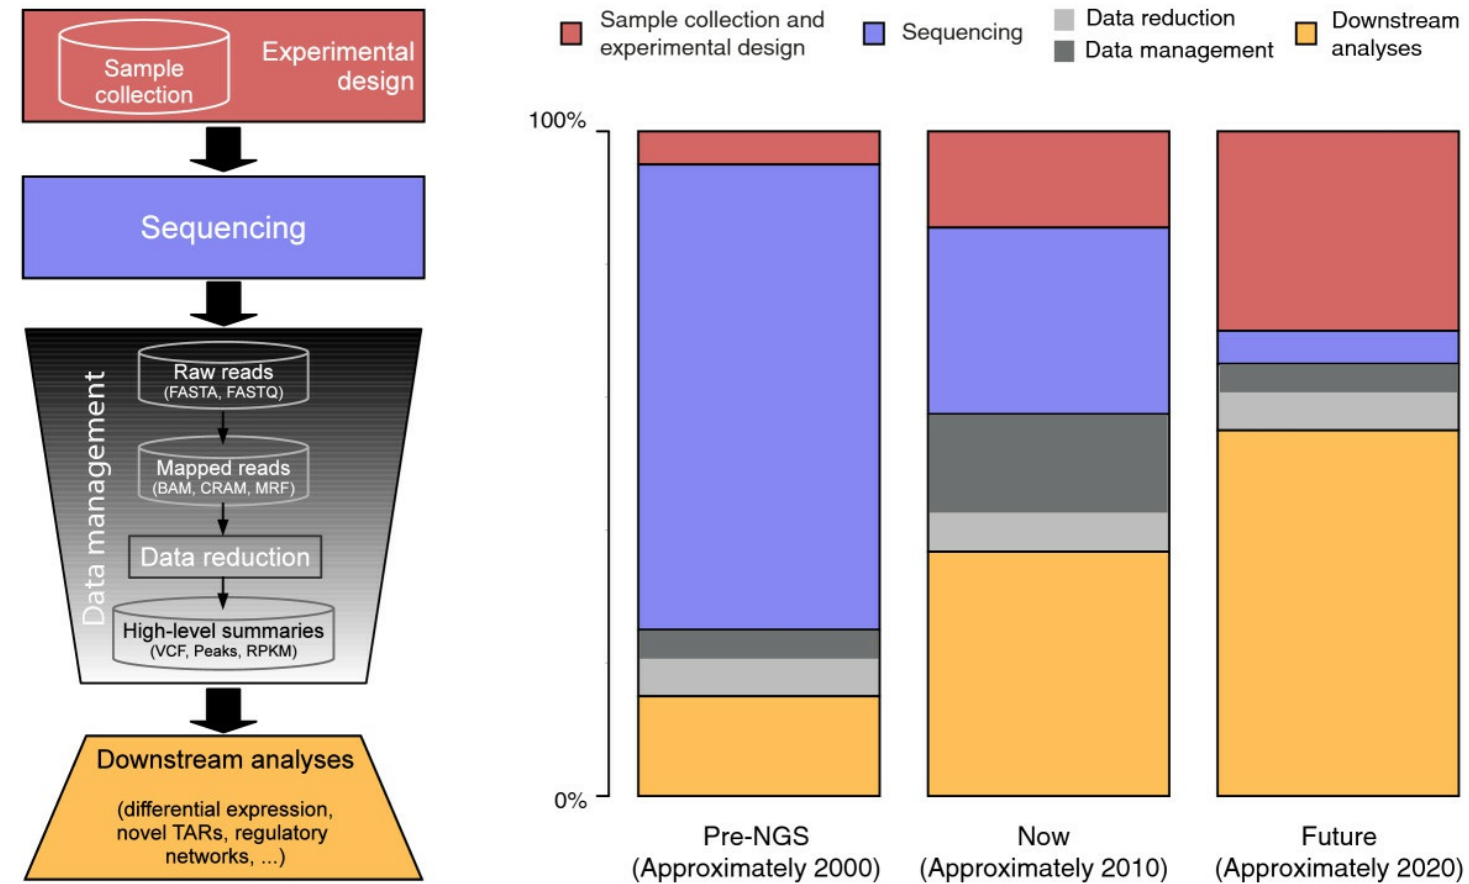 Sample
collection
Experimental
design
Sequencing
Data management
Raw reads
(FASTA, FASTQ)
Mapped reads
(BAM, CRAM, MRF)
Data reduction
High-level summaries
(VCF, Peaks, RPKM)
Downstream analyses
(differential expression,
novel TARs, regulatory
networks, ...)
Sample collection and
experimental design
Sequencing
Data reduction
Data management
Downstream
analyses
100%
0%
Pre-NGS
(Approximately 2000)
Now
(Approximately 2010)
Future
(Approximately 2020)